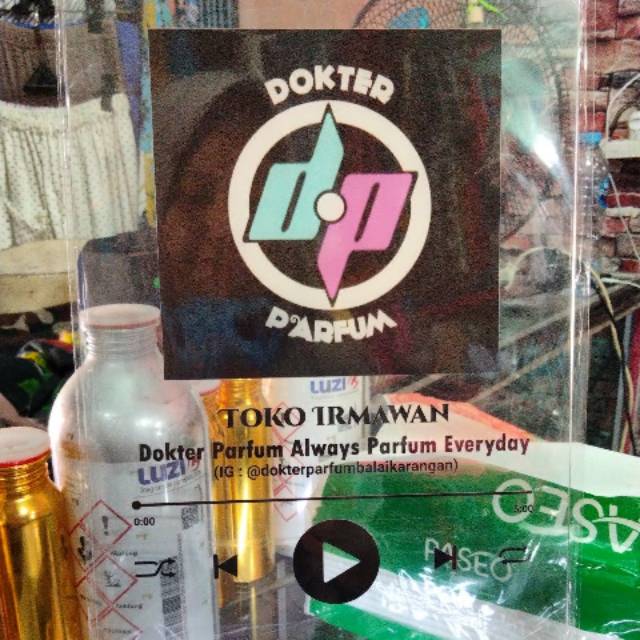 DOKTER
dp
PARFUM
LUZI
TOKO IRMAWAN
Dokter Parfum Always Parfum Everyday
(IG : @dokterparfumbalaikarangan)
LUZI
0:00
5:00
PASEO
PASEO